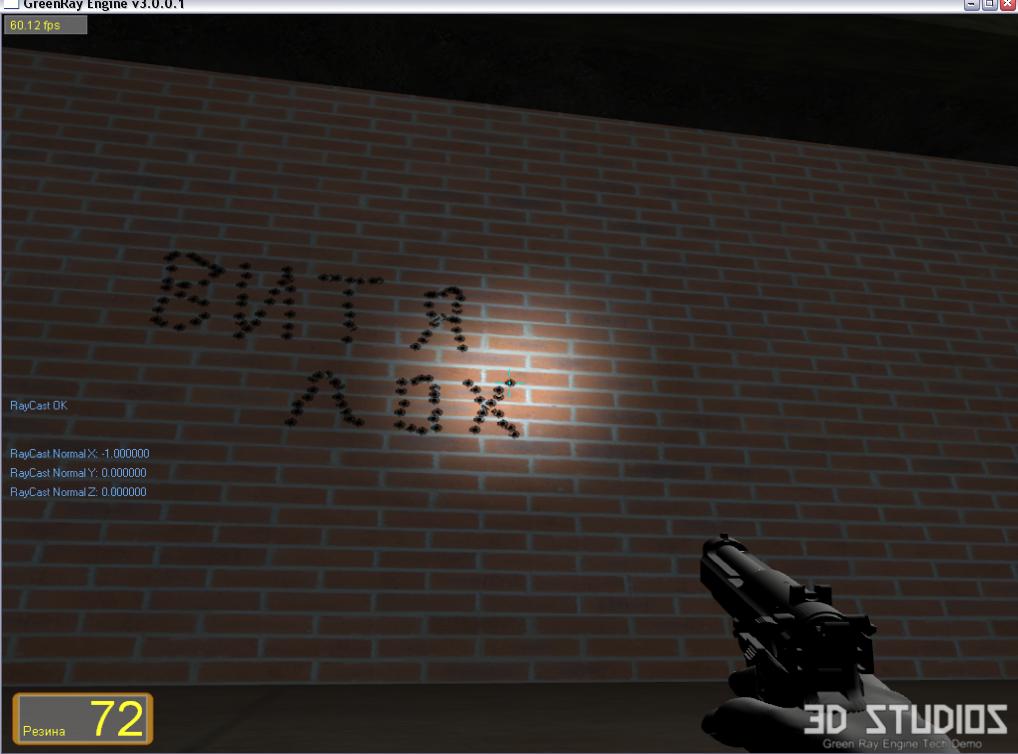 GreenRay Engine v3.0.0.1
60.12 fps
ВИТЯ
ЛОХ
RayCast OK
RayCast Normal X: -1.000000
RayCast Normal Y: 0.000000
RayCast Normal Z: 0.000000
Резина 72
3D STUDIOS
Green Ray Engine Tech Demo